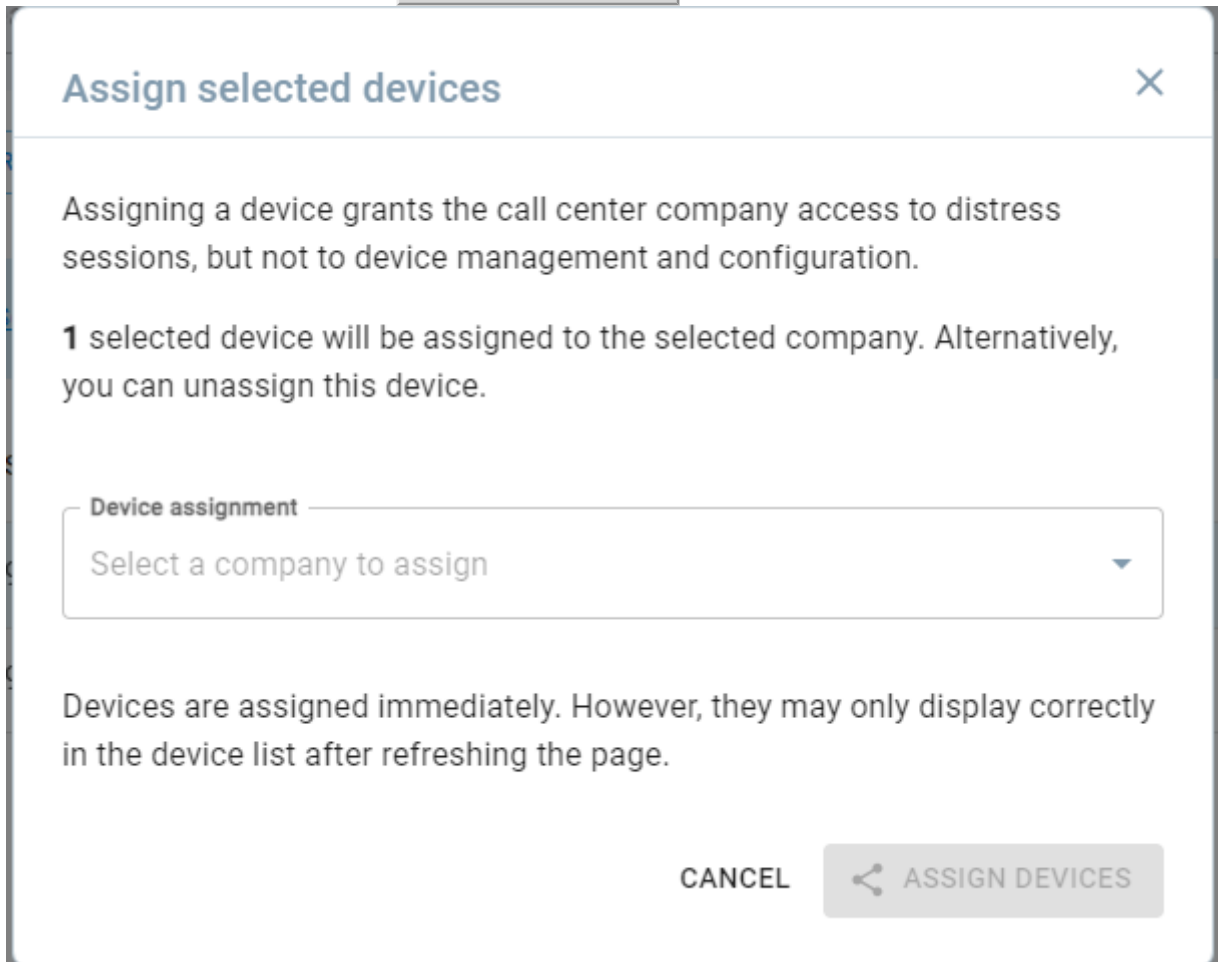 Assign selected devices
Assigning a device grants the call center company access to distress
sessions, but not to device management and configuration.
1 selected device will be assigned to the selected company. Alternatively,
you can unassign this device.
Device assignment
Select a company to assign
Devices are assigned immediately. However, they may only display correctly
in the device list after refreshing the page.
CANCEL
ASSIGN DEVICES